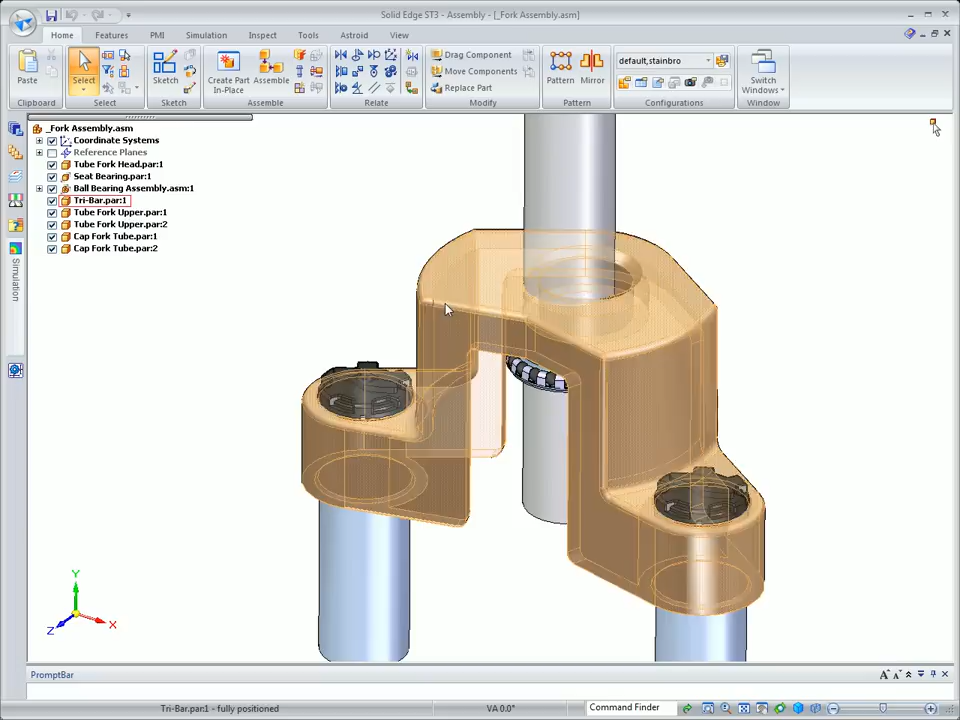 Solid Edge ST3 - Assembly - [_Fork Assembly.asm]
Home Features PMI Simulation Inspect Tools Astroid View
Paste
Select
Sketch
Create Part In-Place
Assemble
Drag Component
Move Components
Replace Part
Pattern
Mirror
default,stainbro
Switch Windows
Clipboard Select Sketch Assemble Relate Modify Pattern Configurations Window
_Fork Assembly.asm
Coordinate Systems
Reference Planes
Tube Fork Head.par:1
Seat Bearing.par:1
Ball Bearing Assembly.asm:1
Tri-Bar.par:1
Tube Fork Upper.par:1
Tube Fork Upper.par:2
Cap Fork Tube.par:1
Cap Fork Tube.par:2
Simulation
Y
X
Z
PromptBar
Tri-Bar.par:1 - fully positioned
VA 0.0°
Command Finder